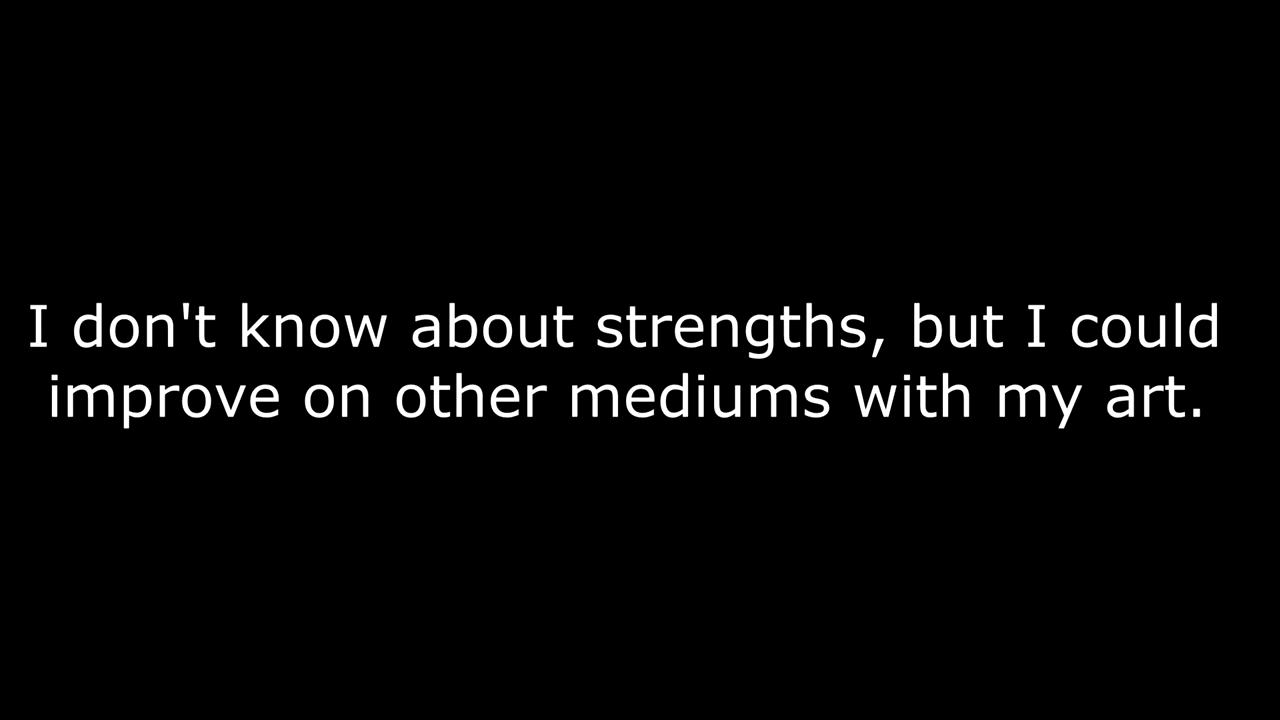 I don't know about strengths, but I could
improve on other mediums with my art.